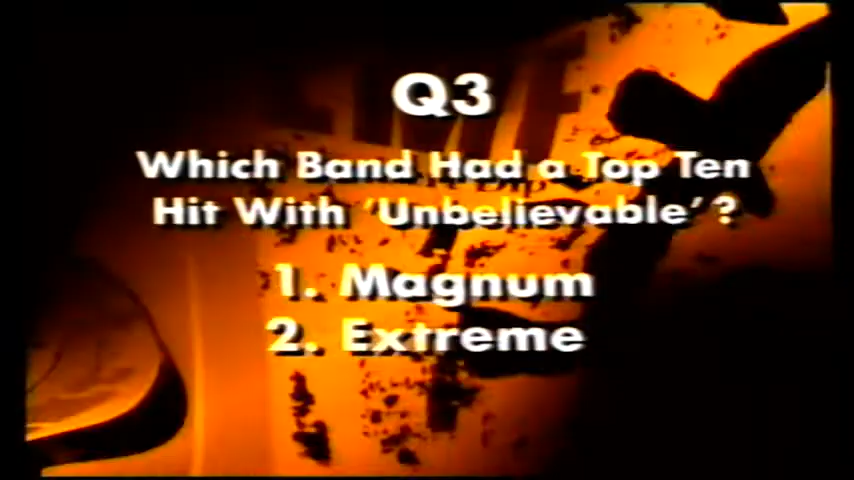 Q3
Which Band Had a Top Ten
Hit With 'Unbelievable'?
1. Magnum
2. Extreme